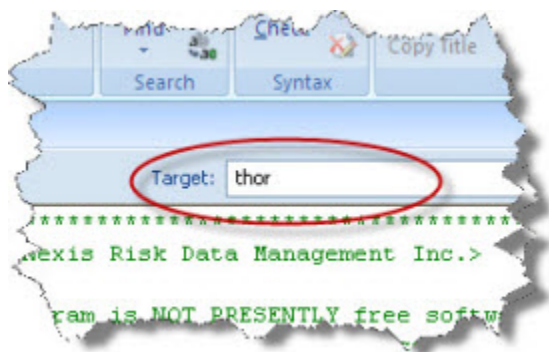 Find Check Copy Title
Search Syntax
Target: thor
**********************************
Nexis Risk Data Management Inc.>
ram is NOT PRESENTLY free softw